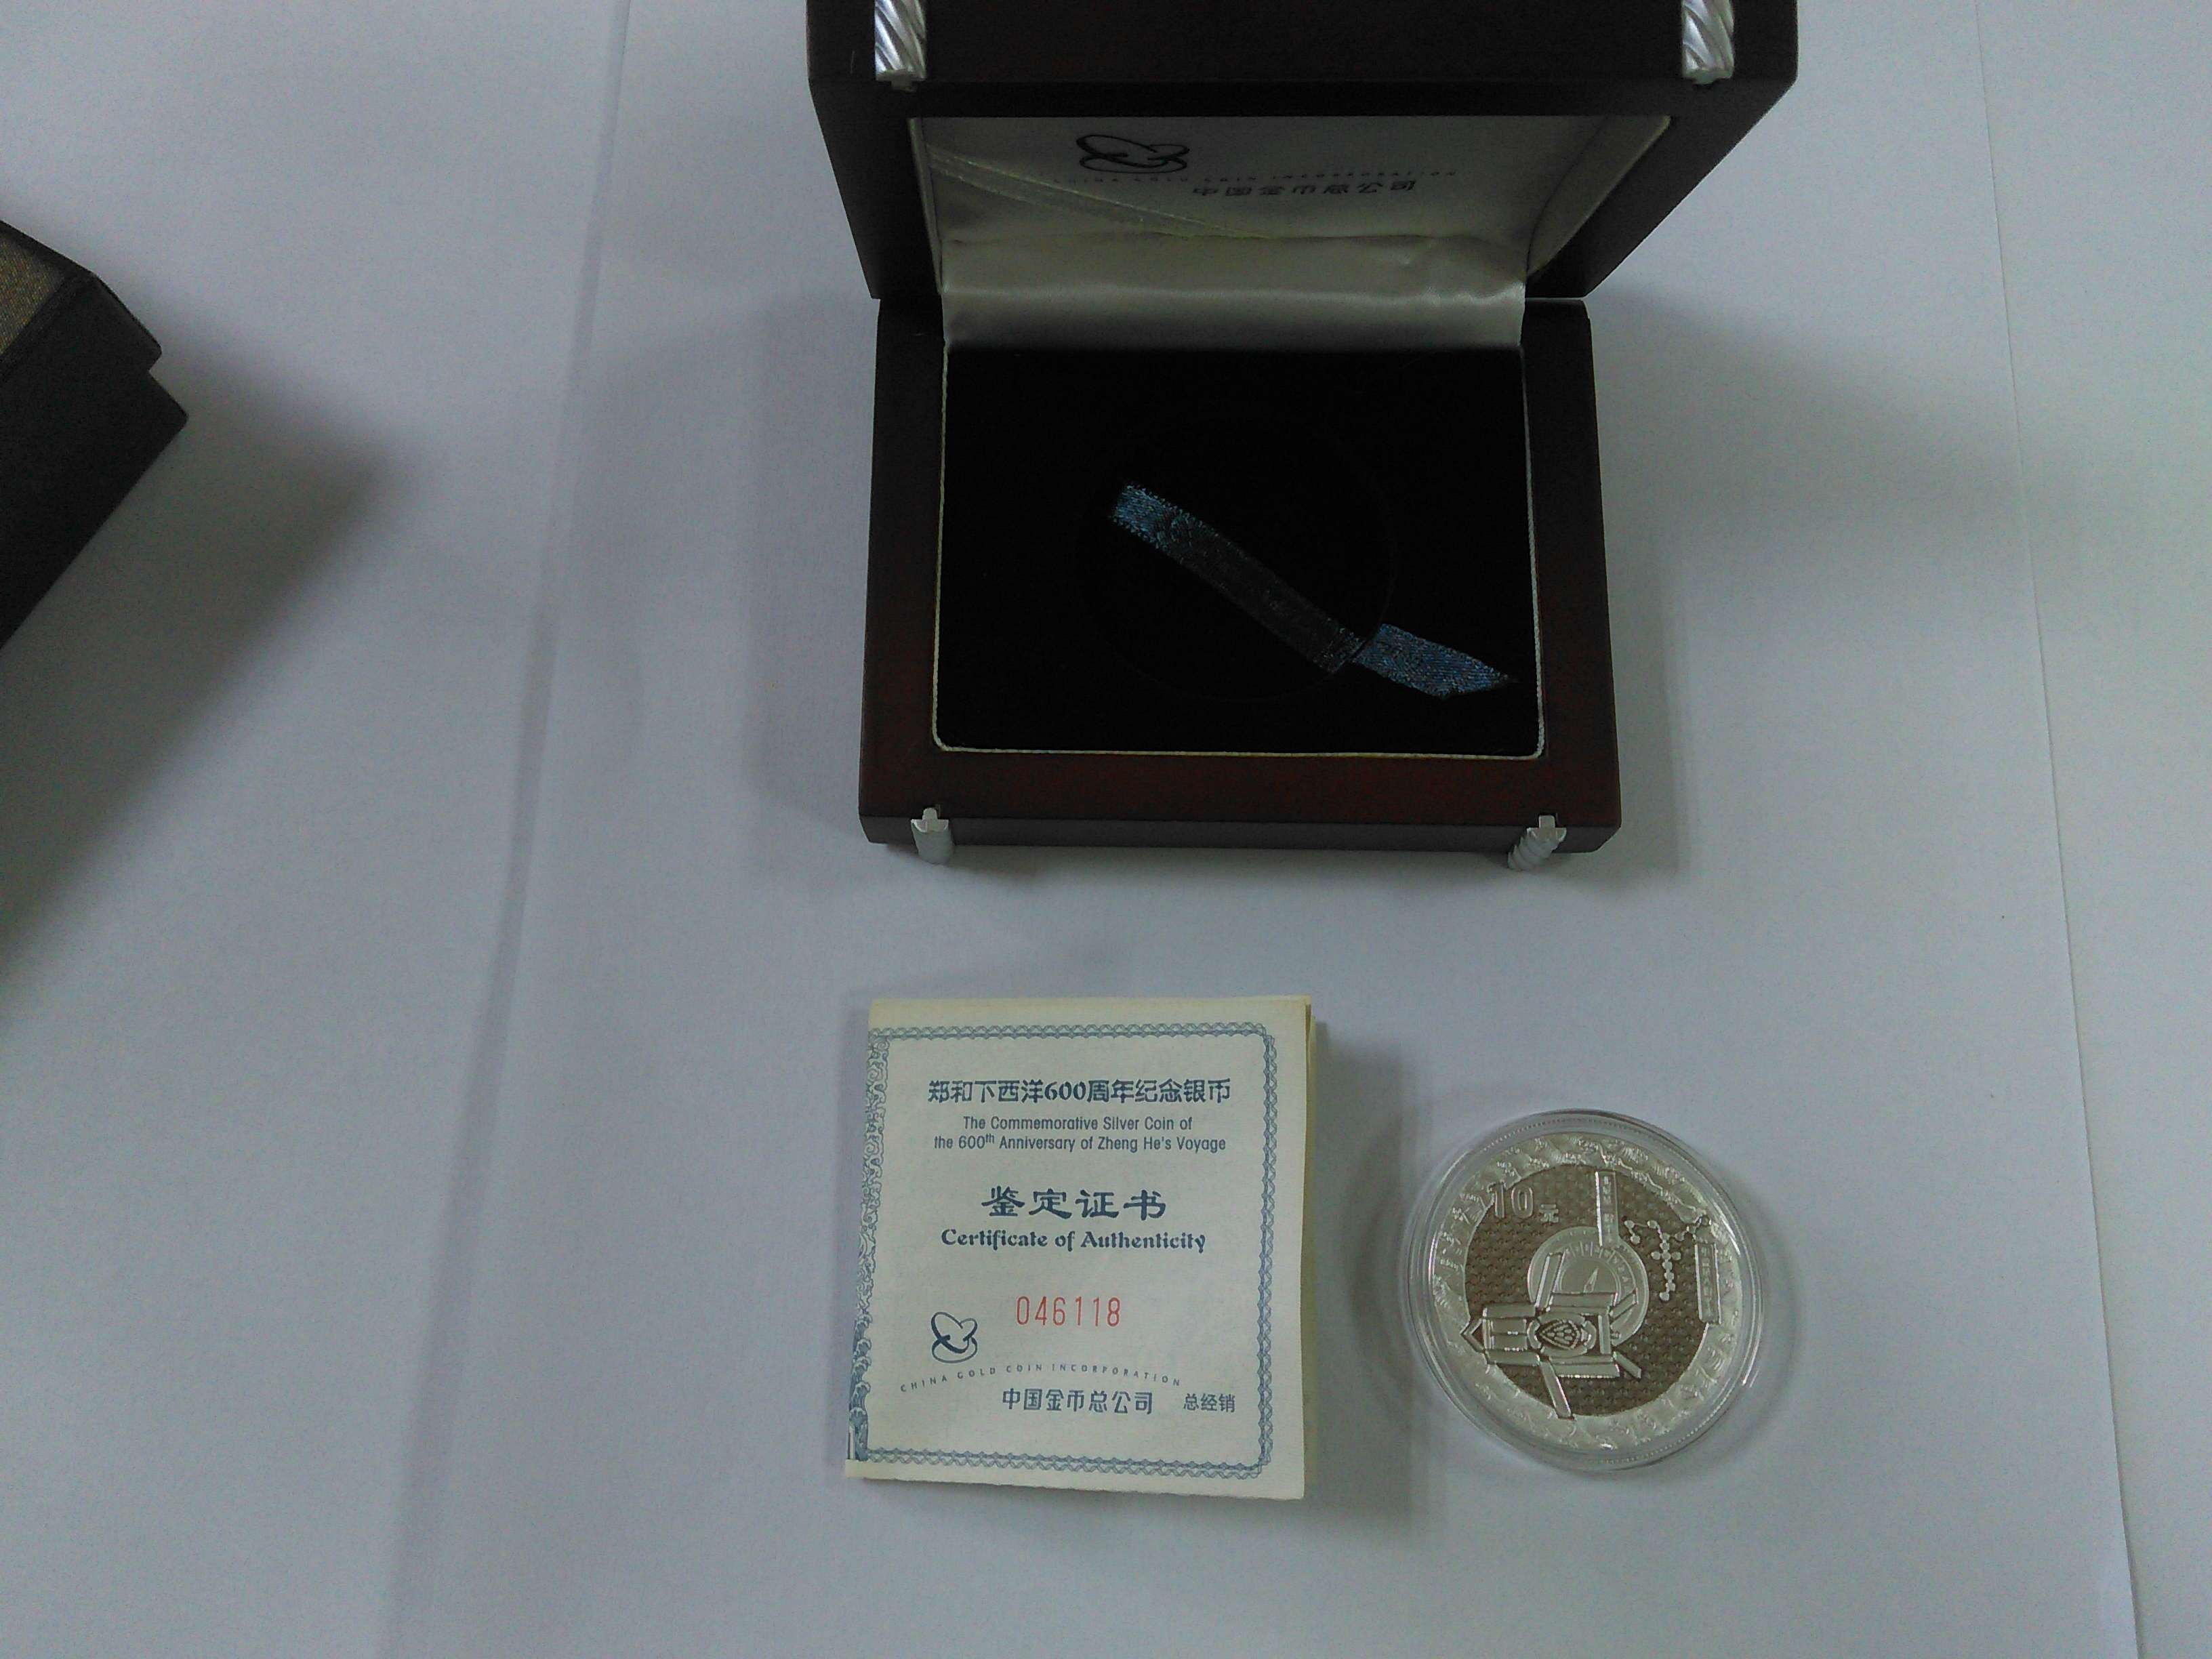 CHINA GOLD COIN INCORPORATION
中国金币总公司
郑和下西洋600周年纪念银币
The Commemorative Silver Coin of
the 600th Anniversary of Zheng He's Voyage
鉴定证书
Certificate of Authenticity
046118
CHINA GOLD COIN INCORPORATION
中国金币总公司 总经销
10元